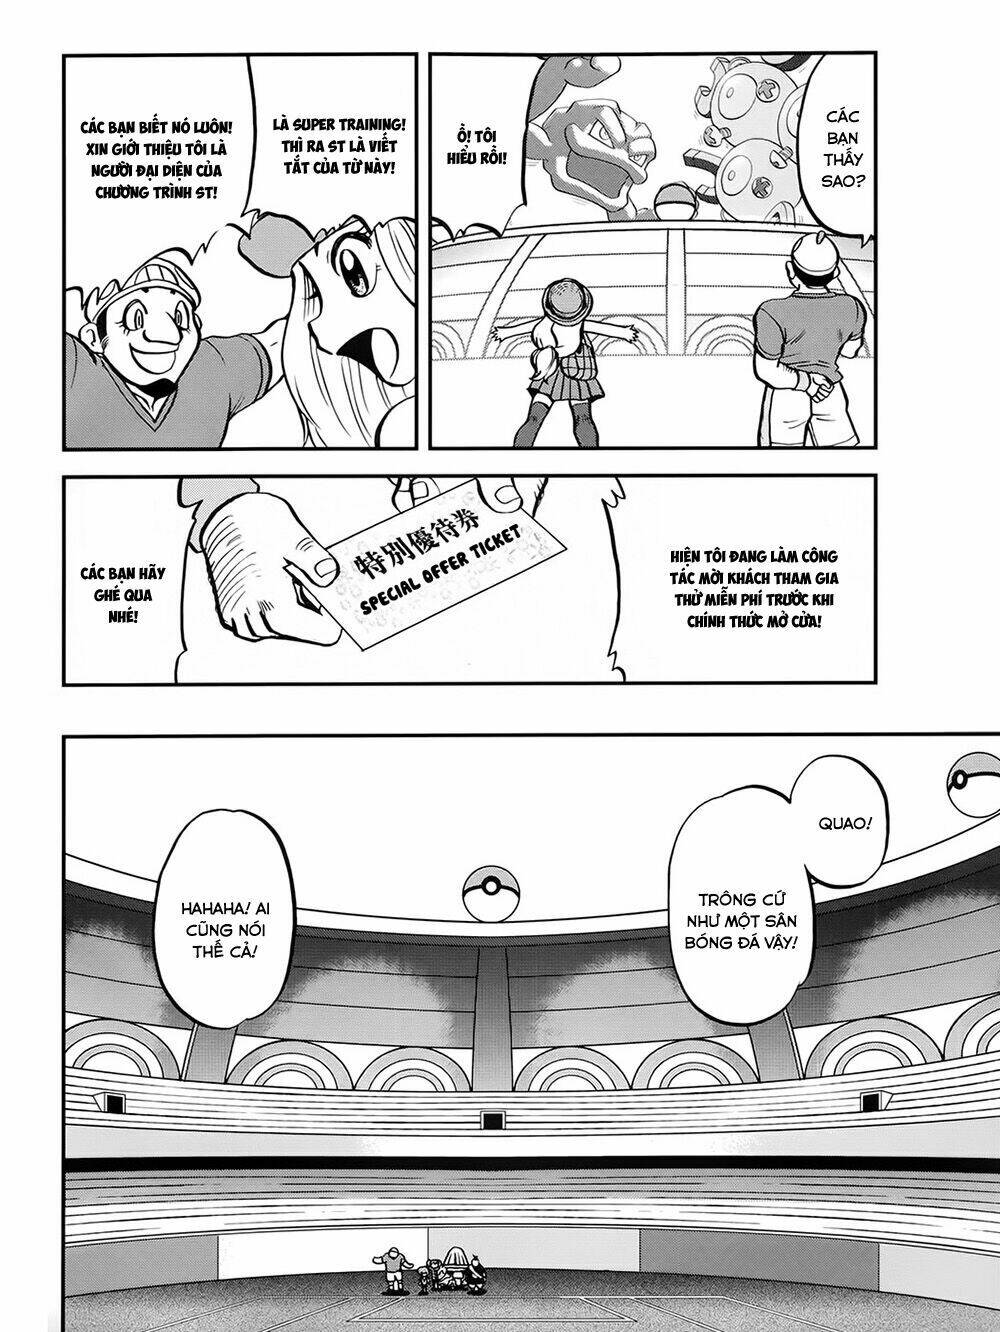 CÁC
BẠN
THẤY
SAO?
Ồ! TÔI
HIỂU RỒI!
LÀ SUPER TRAINING!
THÌ RA ST LÀ VIẾT
TẮT CỦA TỪ NÀY!
CÁC BẠN BIẾT NÓ LUÔN!
XIN GIỚI THIỆU TÔI LÀ
NGƯỜI ĐẠI DIỆN CỦA
CHƯƠNG TRÌNH ST!
HIỆN TÔI ĐANG LÀM CÔNG
TÁC MỜI KHÁCH THAM GIA
THỬ MIỄN PHÍ TRƯỚC KHI
CHÍNH THỨC MỞ CỬA!
特別優待券
SPECIAL OFFER TICKET
CÁC BẠN HÃY
GHÉ QUA
NHÉ!
QUAO!
TRÔNG CỨ
NHƯ MỘT SÂN
BÓNG ĐÁ VẬY!
HAHAHA! AI
CŨNG NÓI
THẾ CẢ!